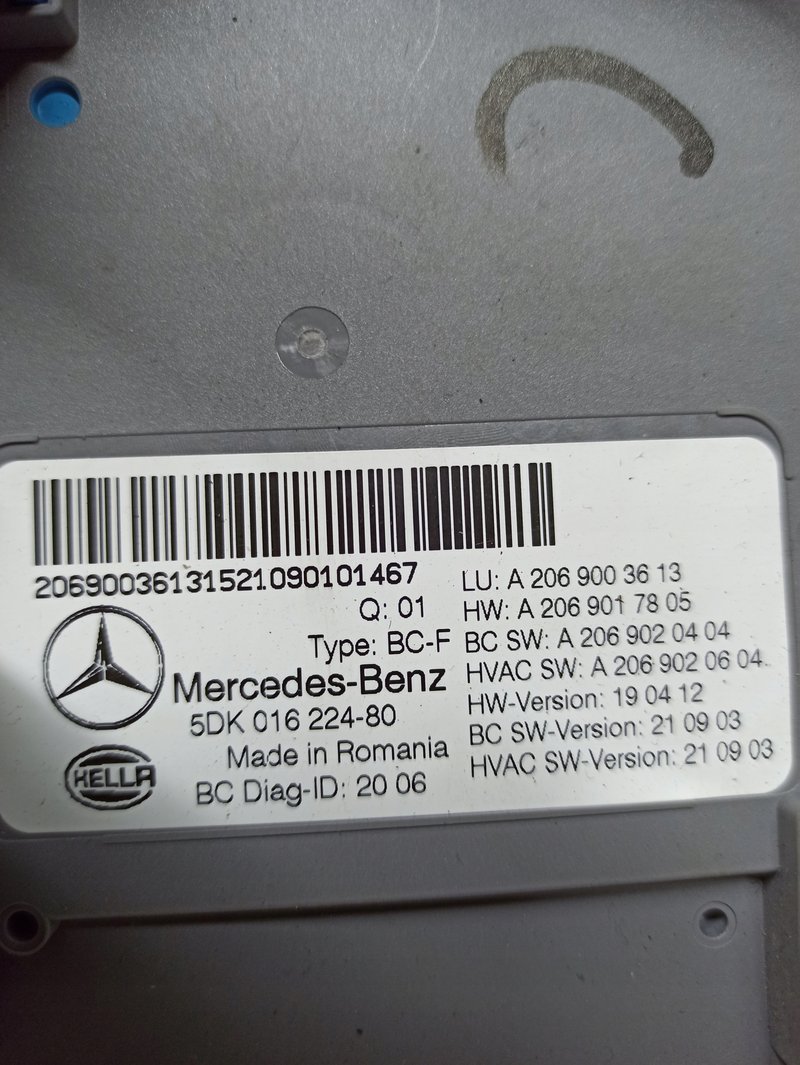 20690036131521090101467
Q: 01
Type: BC-F
Mercedes-Benz
5DK 016 224-80
Made in Romania
HELLA
BC Diag-ID: 20 06
LU: A 206 900 36 13
HW: A 206 901 78 05
BC SW: A 206 902 04 04
HVAC SW: A 206 902 06 04
HW-Version: 19 04 12
BC SW-Version: 21 09 03
HVAC SW-Version: 21 09 03